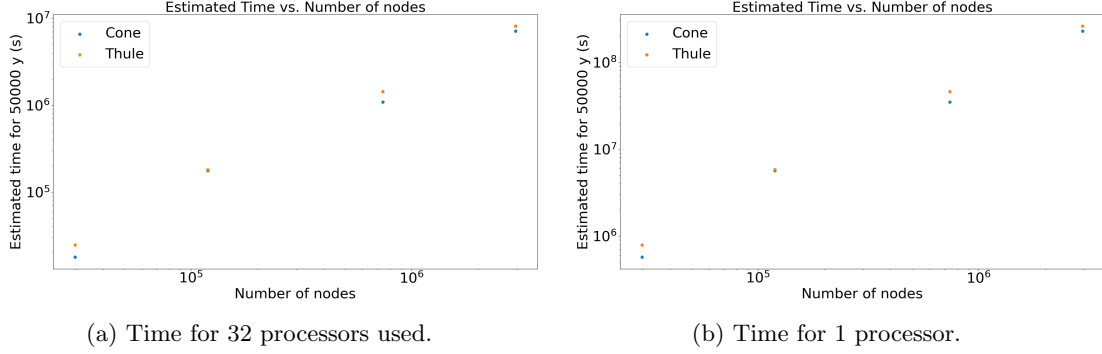 Estimated Time vs. Number of nodes
Cone
Thule
10^7
10^6
10^5
Estimated time for 50000 y (s)
10^5 10^6
Number of nodes
(a) Time for 32 processors used.
Estimated Time vs. Number of nodes
Cone
Thule
10^8
10^7
10^6
Estimated time for 50000 y (s)
10^5 10^6
Number of nodes
(b) Time for 1 processor.